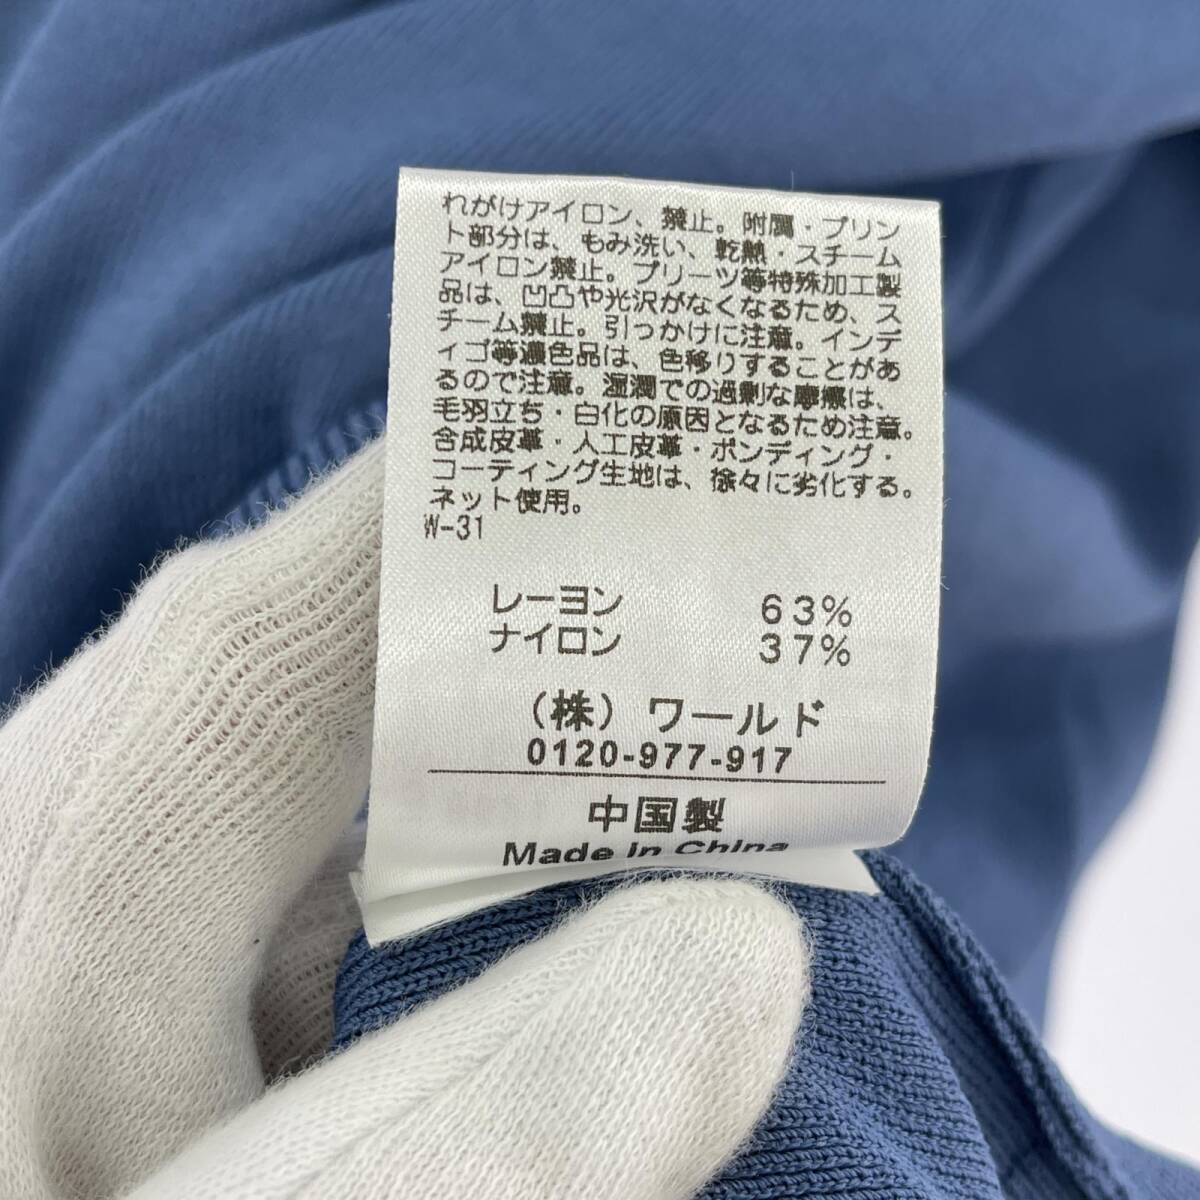 れがけアイロン、禁止。附属・プリン
ト部分は、もみ洗い、乾熱・スチーム
アイロン禁止。プリーツ等特殊加工製
品は、凹凸や光沢がなくなるため、ス
チーム禁止。引っかけに注意。インデ
ィゴ等濃色品は、色移りすることがあ
るので注意。湿潤での過剰な摩擦は、
毛羽立ち・白化の原因となるため注意。
合成皮革・人工皮革・ボンディング・
コーティング生地は、徐々に劣化する。
ネット使用。
W-31
レーヨン 63%
ナイロン 37%
(株) ワールド
0120-977-917
中国製
Made in China